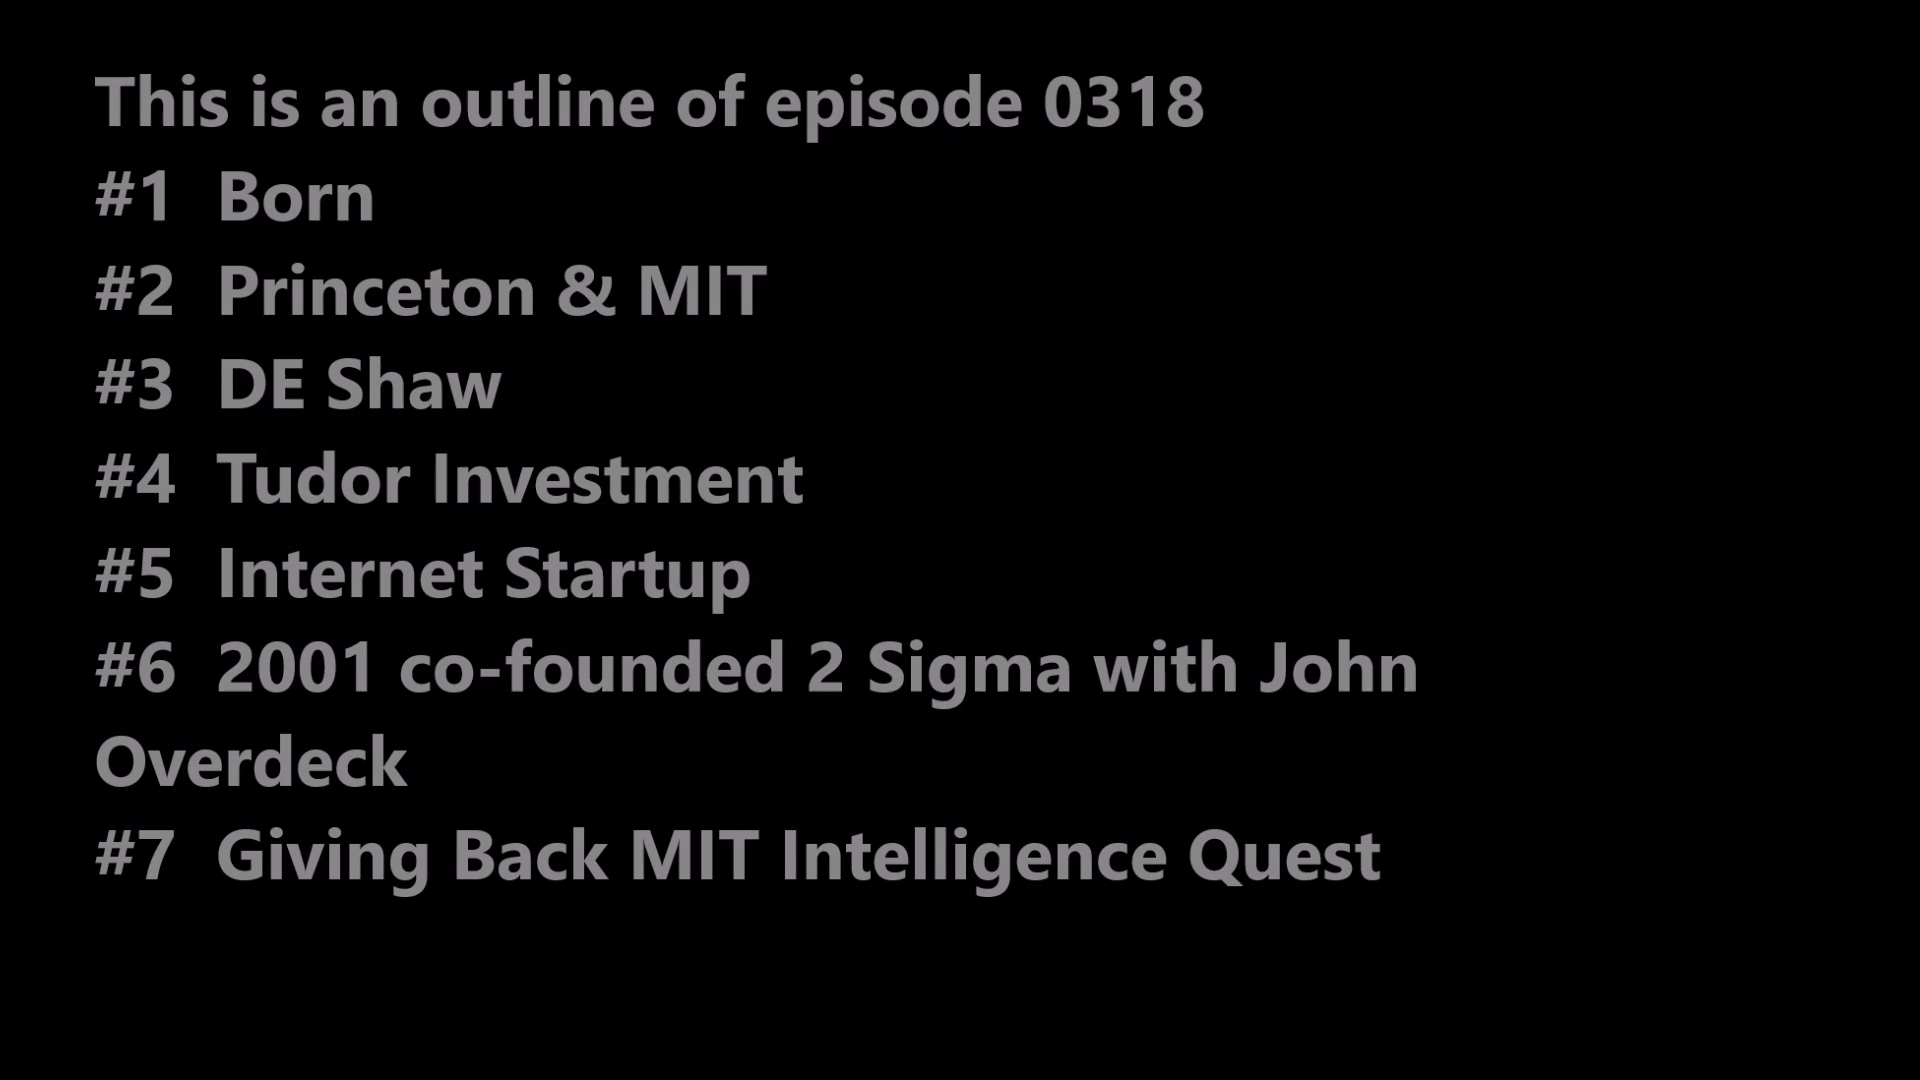 This is an outline of episode 0318
#1 Born
#2 Princeton & MIT
#3 DE Shaw
#4 Tudor Investment
#5 Internet Startup
#6 2001 co-founded 2 Sigma with John
Overdeck
#7 Giving Back MIT Intelligence Quest